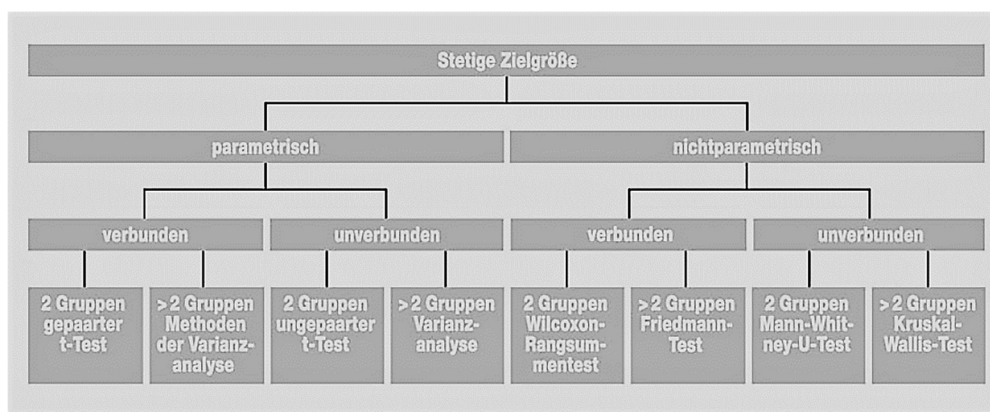 Stetige Zielgröße
parametrisch
nichtparametrisch
verbunden
unverbunden
verbunden
unverbunden
2 Gruppen
gepaarter
t-Test
>2 Gruppen
Methoden
der Varianz-
analyse
2 Gruppen
ungepaarter
t-Test
>2 Gruppen
Varianz-
analyse
2 Gruppen
Wilcoxon-
Rangsum-
mentest
>2 Gruppen
Friedmann-
Test
2 Gruppen
Mann-Whit-
ney-U-Test
>2 Gruppen
Kruskal-
Wallis-Test